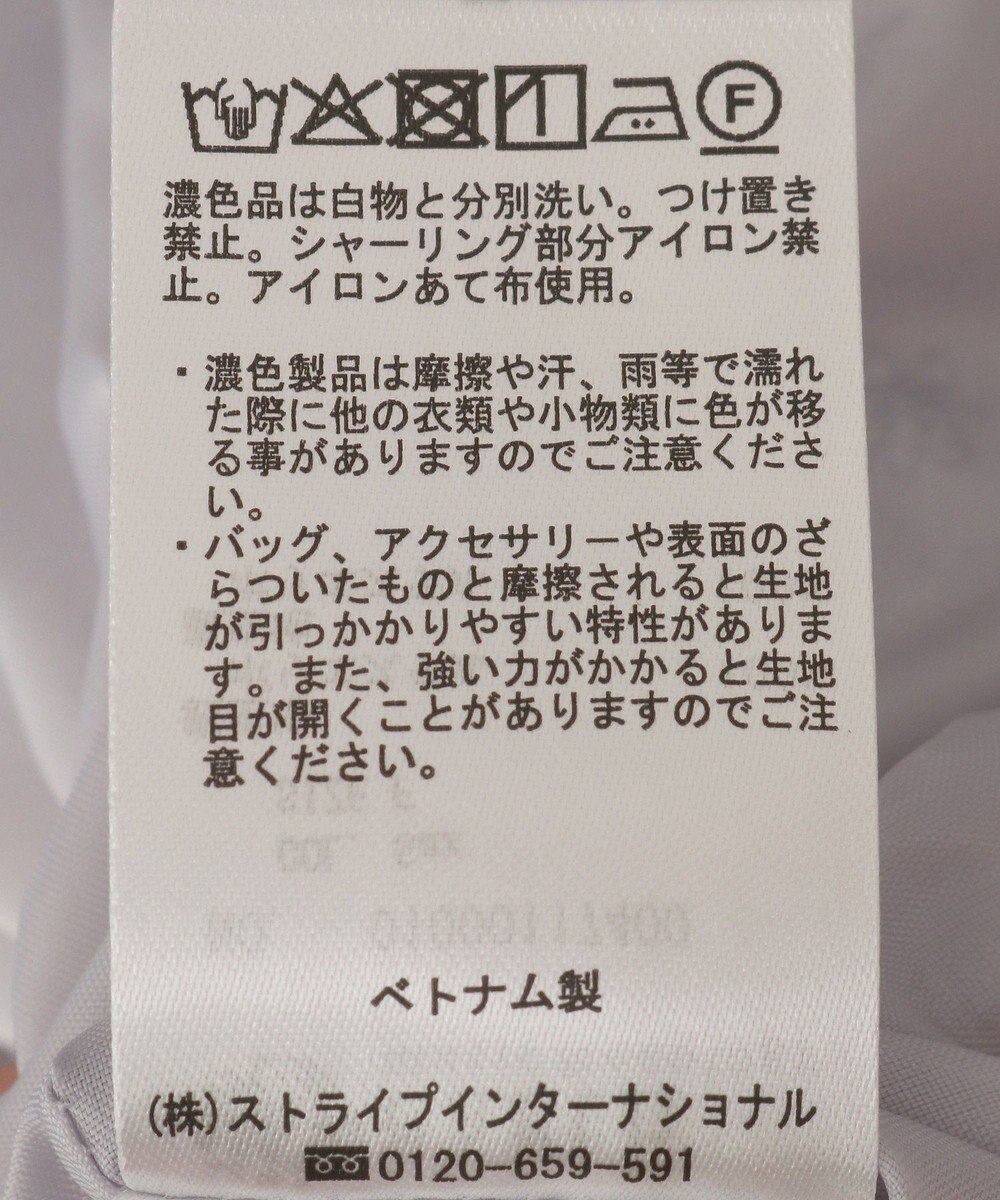 F
濃色品は白物と分別洗い。つけ置き
禁止。シャーリング部分アイロン禁
止。アイロンあて布使用。
・濃色製品は摩擦や汗、雨等で濡れ
た際に他の衣類や小物類に色が移
る事がありますのでご注意くださ
い。
・バッグ、アクセサリーや表面のざ
らついたものと摩擦されると生地
が引っかかりやすい特性がありま
す。また、強い力がかかると生地
目が開くことがありますのでご注
意ください。
ベトナム製
(株)ストライプインターナショナル
0120-659-591